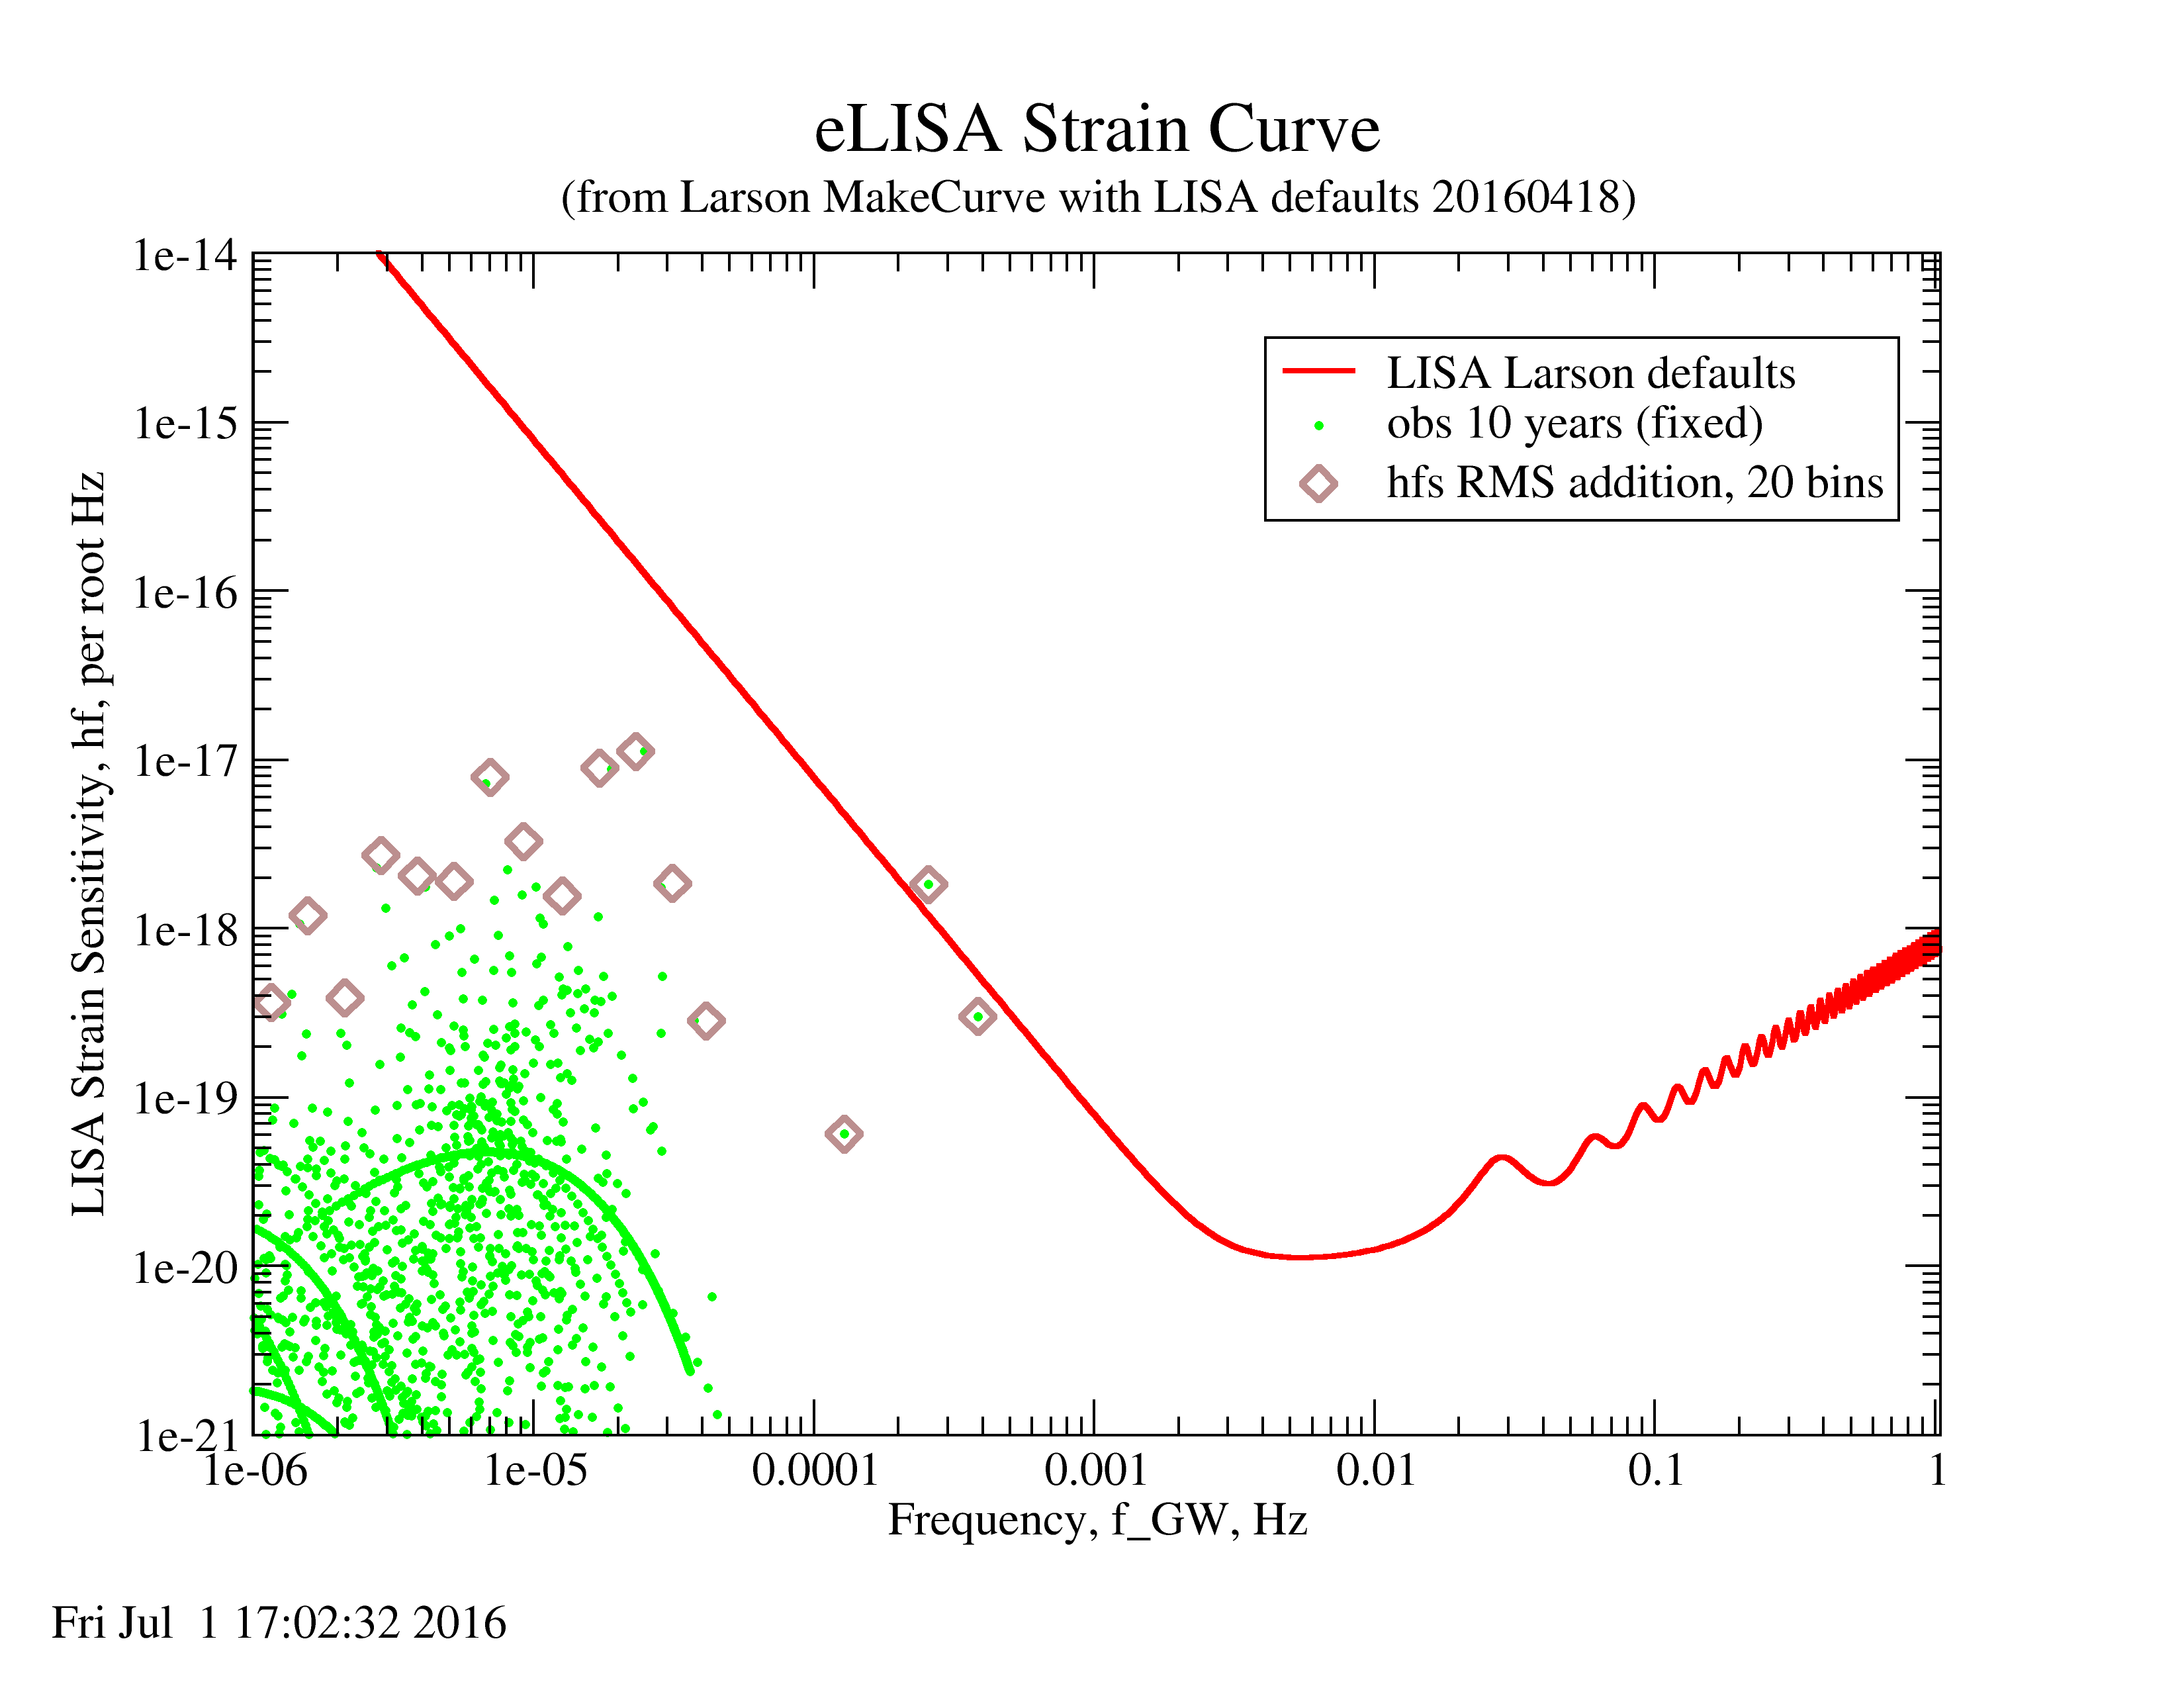 eLISA Strain Curve
(from Larson MakeCurve with LISA defaults 20160418)
1e-14
1e-15
1e-16
1e-17
1e-18
1e-19
1e-20
1e-21
LISA Strain Sensitivity, hf, per root Hz
LISA Larson defaults
obs 10 years (fixed)
hfs RMS addition, 20 bins
1e-06 1e-05 0.0001 0.001 0.01 0.1 1
Frequency, f_GW, Hz
Fri Jul  1 17:02:32 2016